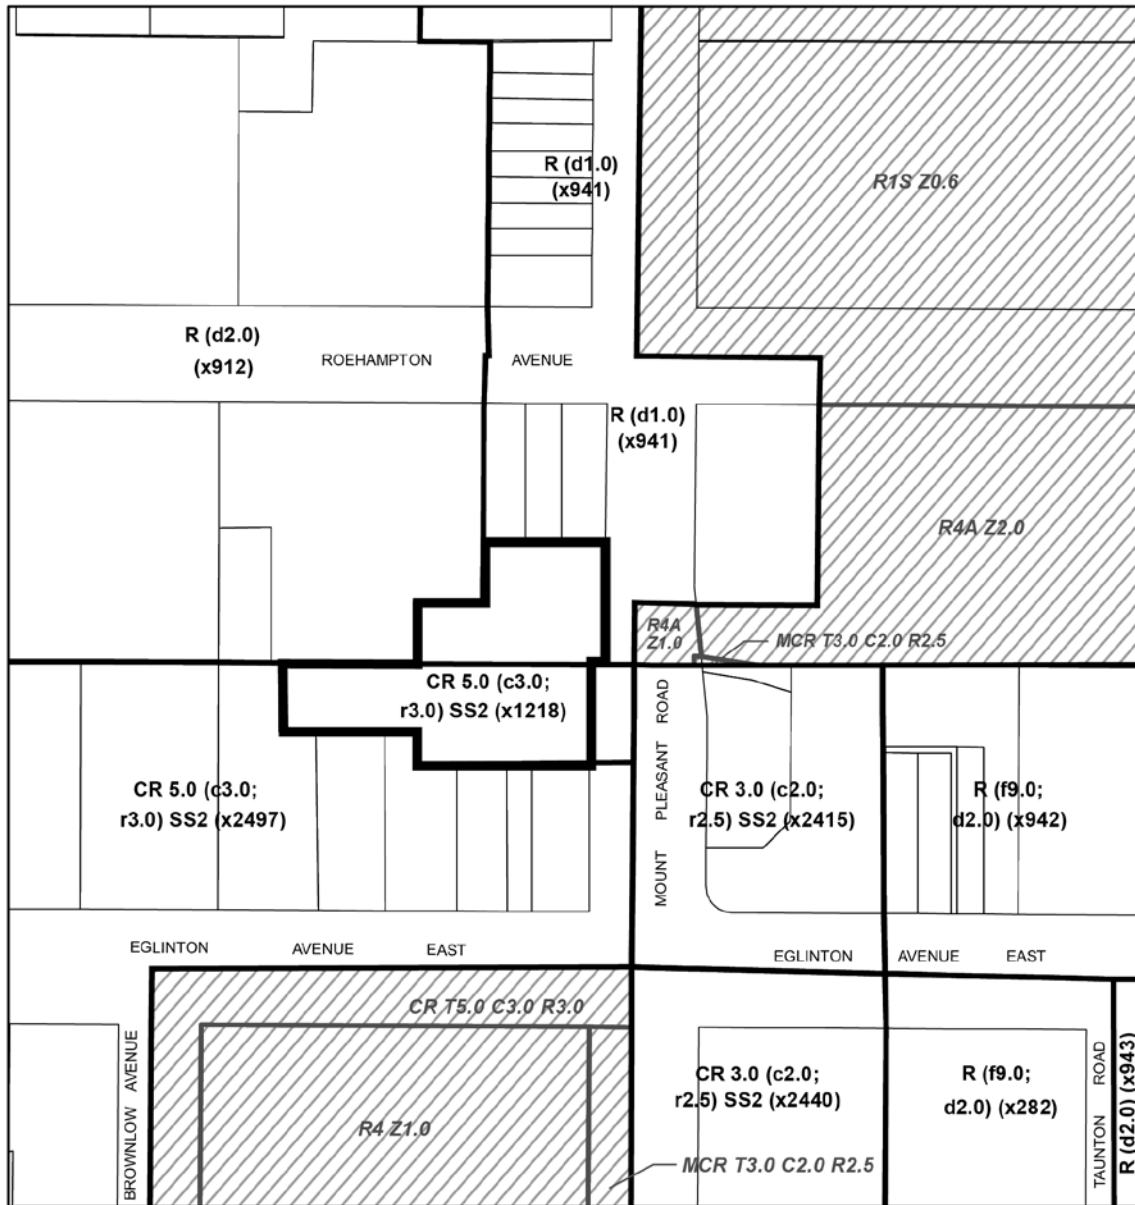 R (d1.0)
(x941)
R1S Z0.6
R (d2.0)
(x912)
ROEHAMPTON AVENUE
R (d1.0)
(x941)
R4A Z2.0
R4A
Z1.0
MCR T3.0 C2.0 R2.5
CR 5.0 (c3.0;
r3.0) SS2 (x1218)
MOUNT PLEASANT ROAD
CR 5.0 (c3.0;
r3.0) SS2 (x2497)
CR 3.0 (c2.0;
r2.5) SS2 (x2415)
R (f9.0;
d2.0) (x942)
EGLINTON AVENUE EAST
EGLINTON AVENUE EAST
CR T5.0 C3.0 R3.0
BROWNLOW AVENUE
R4 Z1.0
CR 3.0 (c2.0;
r2.5) SS2 (x2440)
R (f9.0;
d2.0) (x282)
TAUNTON ROAD
R (d2.0) (x943)
MCR T3.0 C2.0 R2.5